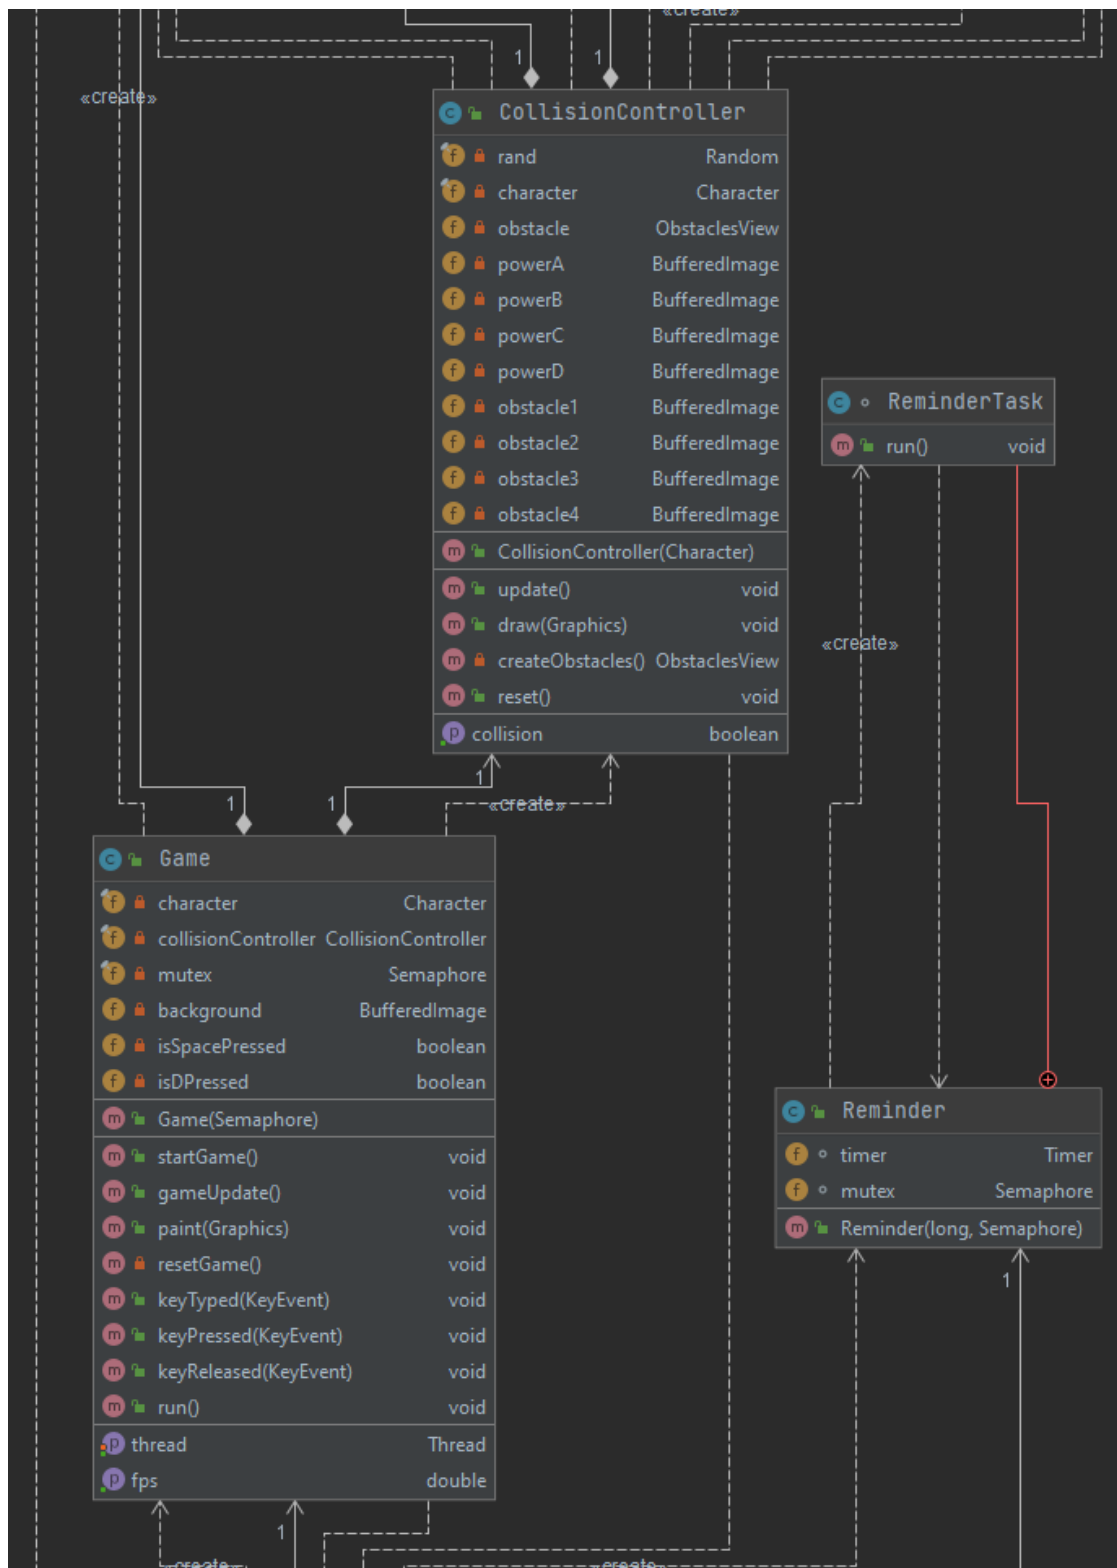 «create»
1
1
«create»
CollisionController
rand Random
character Character
obstacle ObstaclesView
powerA BufferedImage
powerB BufferedImage
powerC BufferedImage
powerD BufferedImage
obstacle1 BufferedImage
obstacle2 BufferedImage
obstacle3 BufferedImage
obstacle4 BufferedImage
CollisionController(Character)
update() void
draw(Graphics) void
createObstacles() ObstaclesView
reset() void
collision boolean
ReminderTask
run() void
«create»
1
1
1
«create»
Game
character Character
collisionController CollisionController
mutex Semaphore
background BufferedImage
isSpacePressed boolean
isDPressed boolean
Game(Semaphore)
startGame() void
gameUpdate() void
paint(Graphics) void
resetGame() void
keyTyped(KeyEvent) void
keyPressed(KeyEvent) void
keyReleased(KeyEvent) void
run() void
thread Thread
fps double
Reminder
timer Timer
mutex Semaphore
Reminder(long, Semaphore)
1
1
«create»
«create»